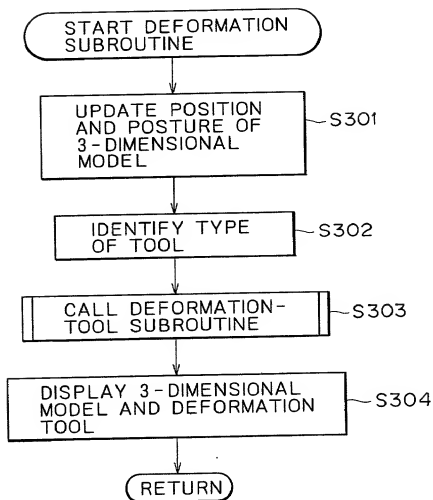 START DEFORMATION
SUBROUTINE
UPDATE POSITION
AND POSTURE OF
3-DIMENSIONAL
MODEL
S301
IDENTIFY TYPE
OF TOOL
S302
CALL DEFORMATION-
TOOL SUBROUTINE
S303
DISPLAY 3-DIMENSIONAL
MODEL AND DEFORMATION
TOOL
S304
RETURN